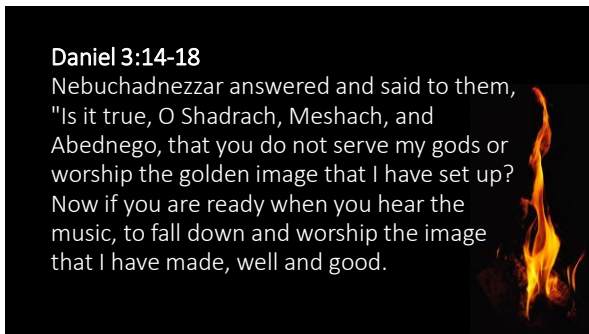 Daniel 3:14-18
Nebuchadnezzar answered and said to them,
"Is it true, O Shadrach, Meshach, and
Abednego, that you do not serve my gods or
worship the golden image that I have set up?
Now if you are ready when you hear the
music, to fall down and worship the image
that I have made, well and good.